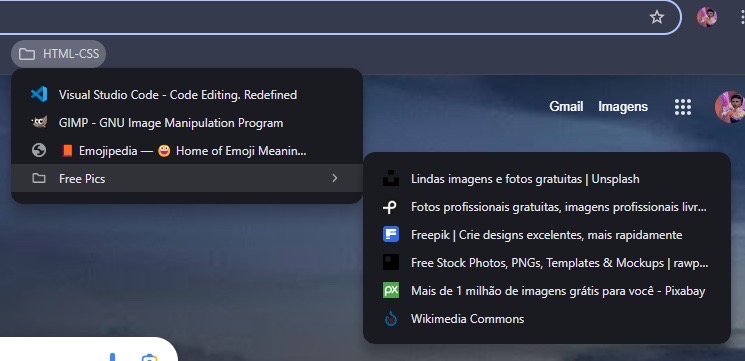 HTML-CSS
Visual Studio Code - Code Editing. Redefined
GIMP - GNU Image Manipulation Program
📕 Emojipedia — 😃 Home of Emoji Meanin...
Free Pics
Gmail Imagens
Lindas imagens e fotos gratuitas | Unsplash
Fotos profissionais gratuitas, imagens profissionais livr...
Freepik | Crie designs excelentes, mais rapidamente
Free Stock Photos, PNGs, Templates & Mockups | rawp...
px Mais de 1 milhão de imagens grátis para você - Pixabay
Wikimedia Commons